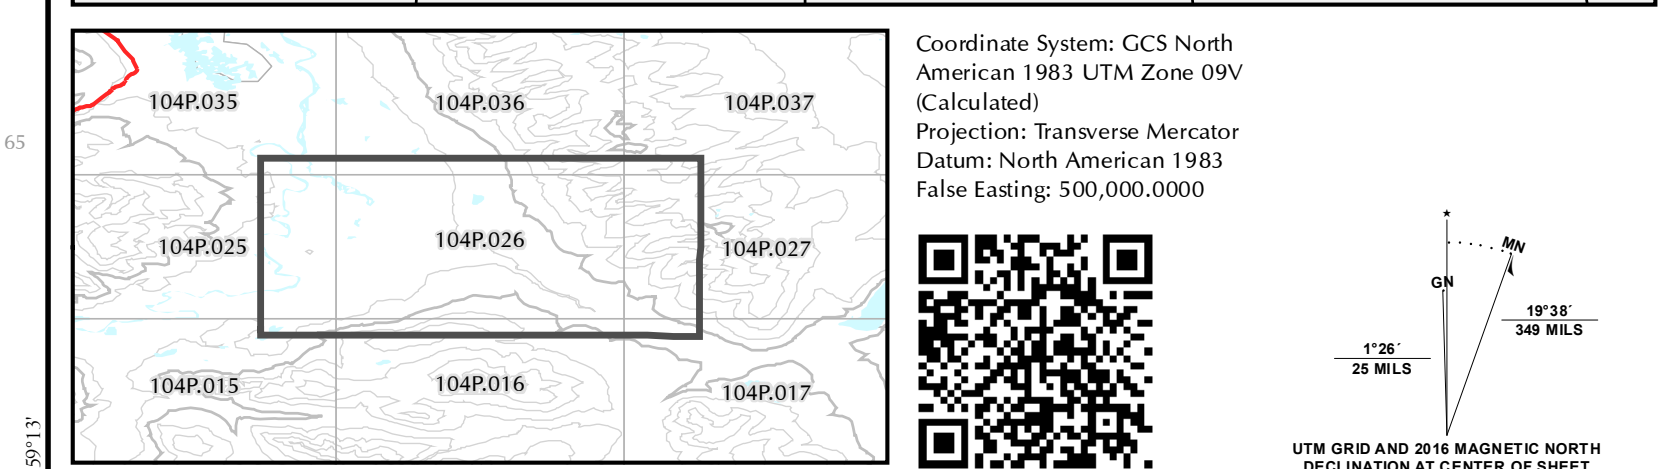 65
59°13'
104P.035
104P.036
104P.037
104P.025
104P.026
104P.027
104P.015
104P.016
104P.017
Coordinate System: GCS North
American 1983 UTM Zone 09V
(Calculated)
Projection: Transverse Mercator
Datum: North American 1983
False Easting: 500,000.0000
MN
GN
19°38´
349 MILS
1°26´
25 MILS
UTM GRID AND 2016 MAGNETIC NORTH
DECLINATION AT CENTER OF SHEET